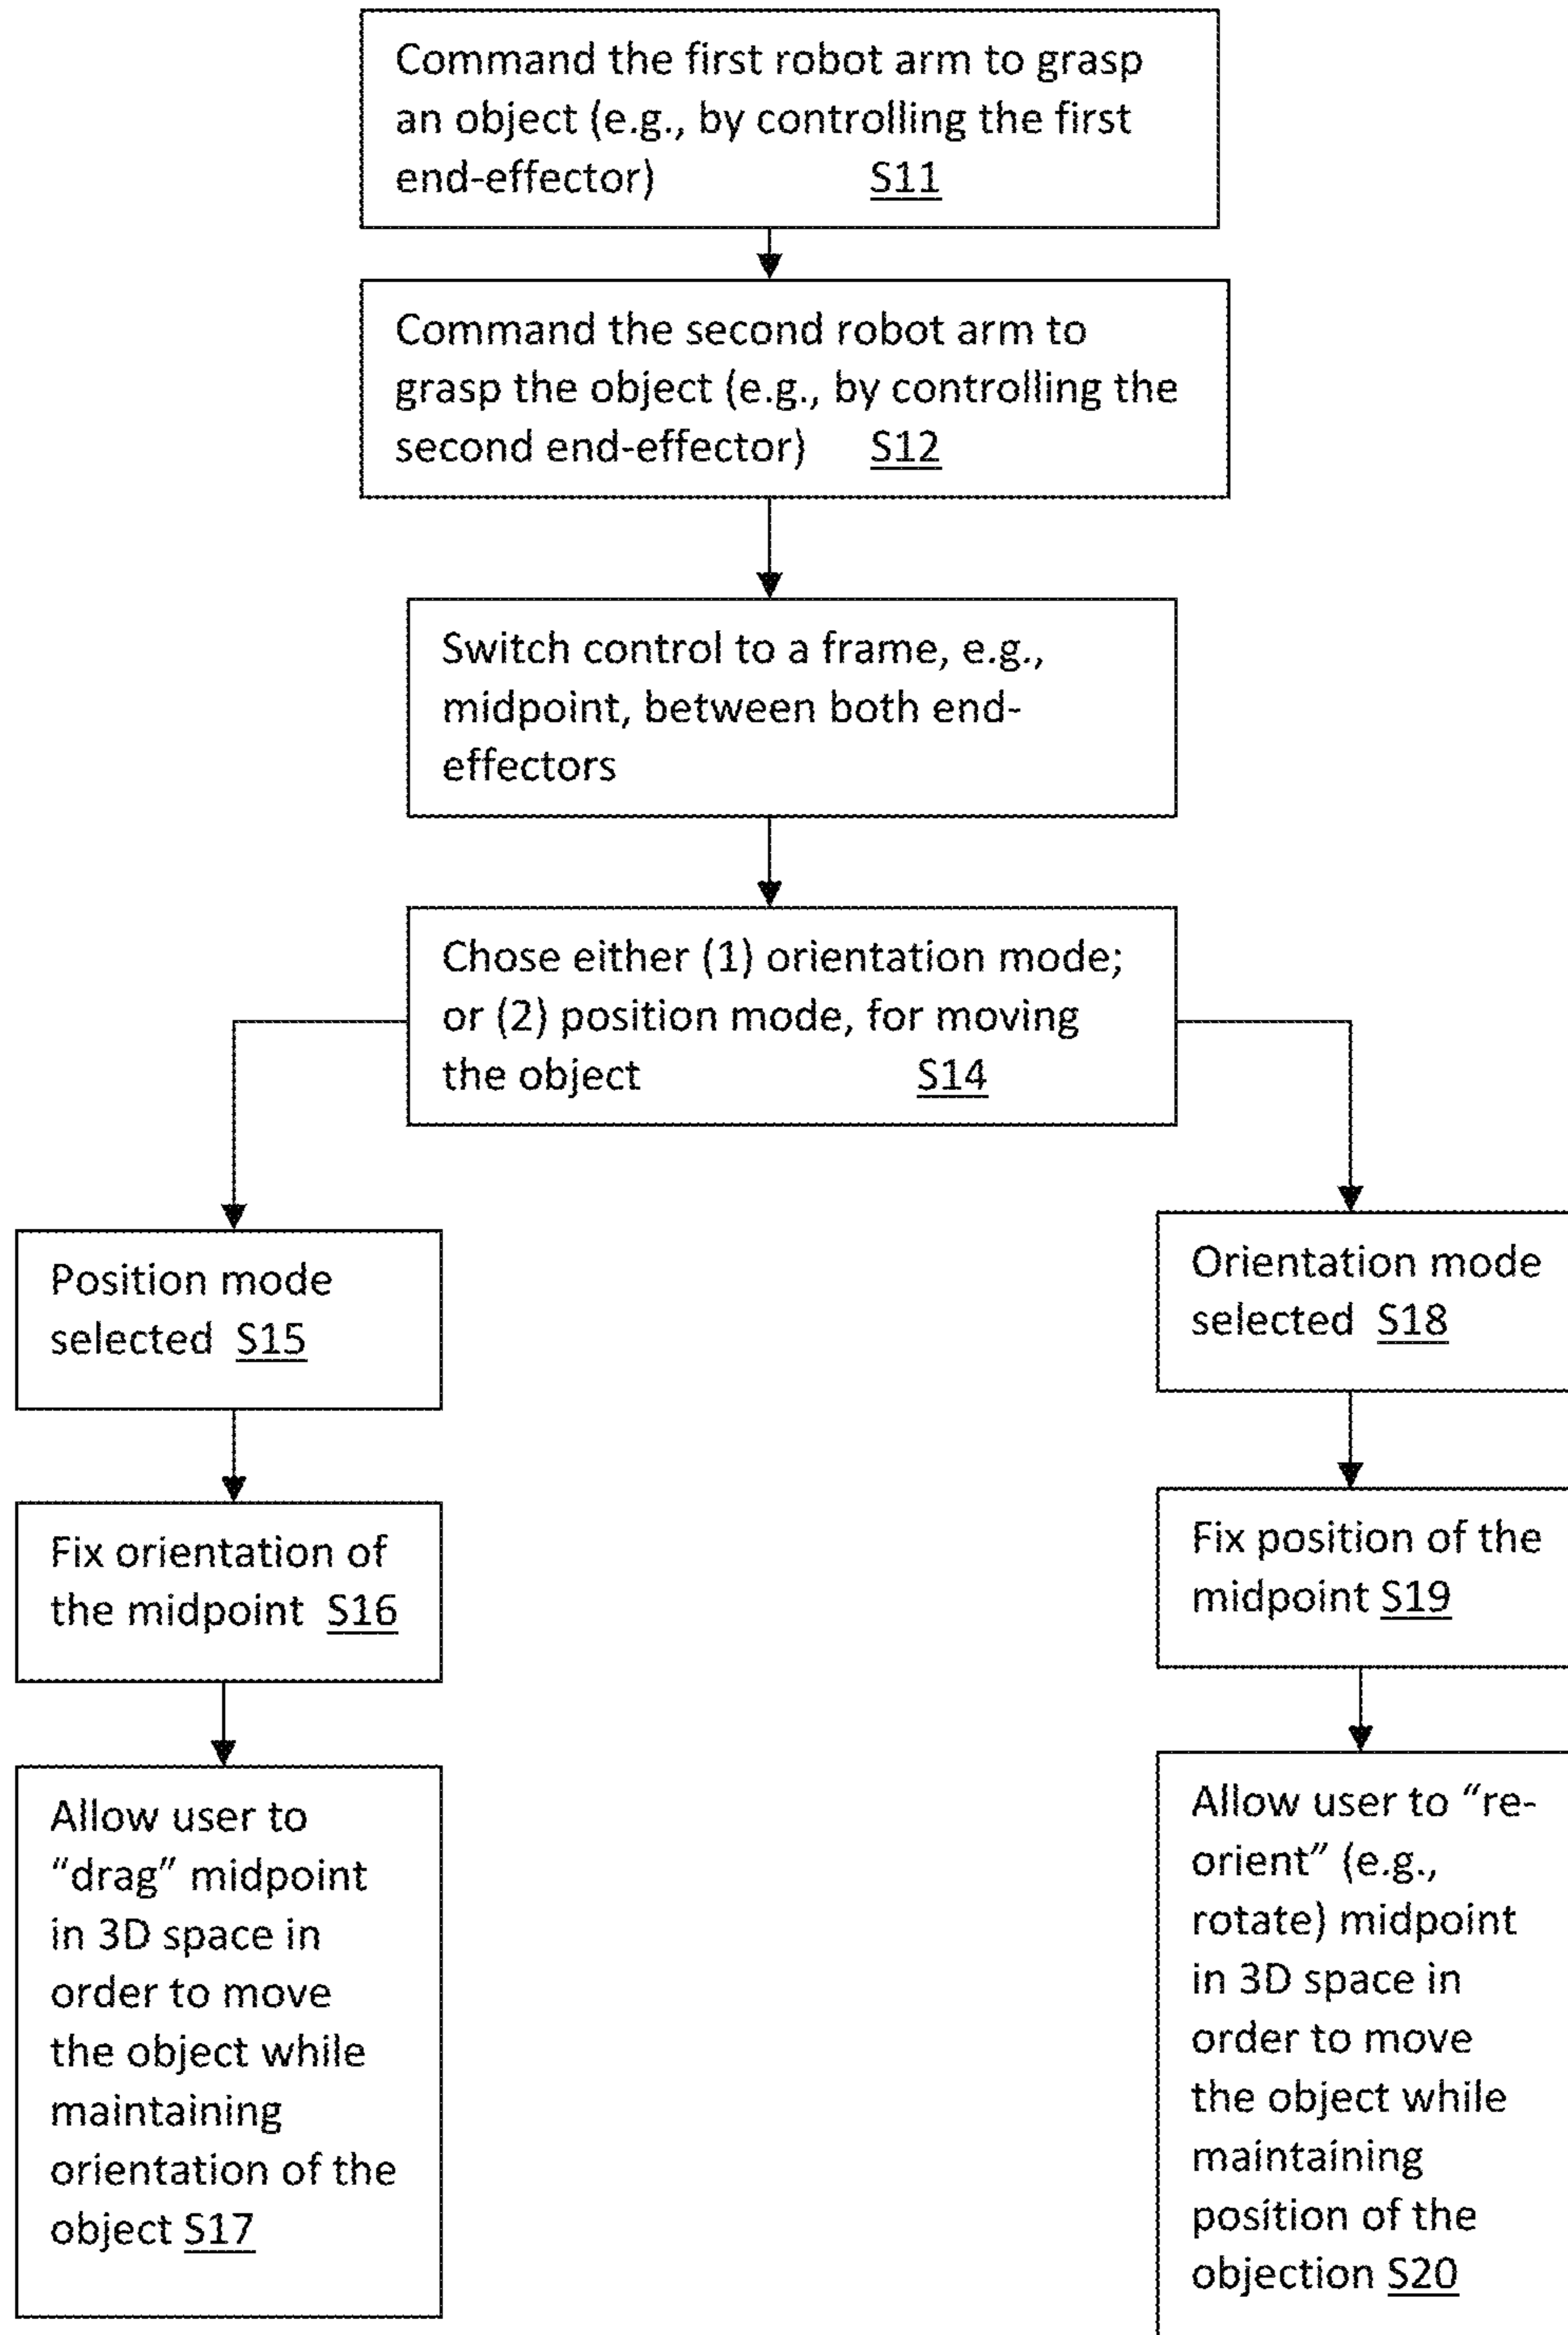 Command the first robot arm to grasp
an object (e.g., by controlling the first
end-effector) S11
Command the second robot arm to
grasp the object (e.g., by controlling the
second end-effector) S12
Switch control to a frame, e.g.,
midpoint, between both end-
effectors
Chose either (1) orientation mode;
or (2) position mode, for moving
the object S14
Position mode
selected S15
Fix orientation of
the midpoint S16
Allow user to
“drag” midpoint
in 3D space in
order to move
the object while
maintaining
orientation of the
object S17
Orientation mode
selected S18
Fix position of the
midpoint S19
Allow user to “re-
orient” (e.g.,
rotate) midpoint
in 3D space in
order to move
the object while
maintaining
position of the
objection S20